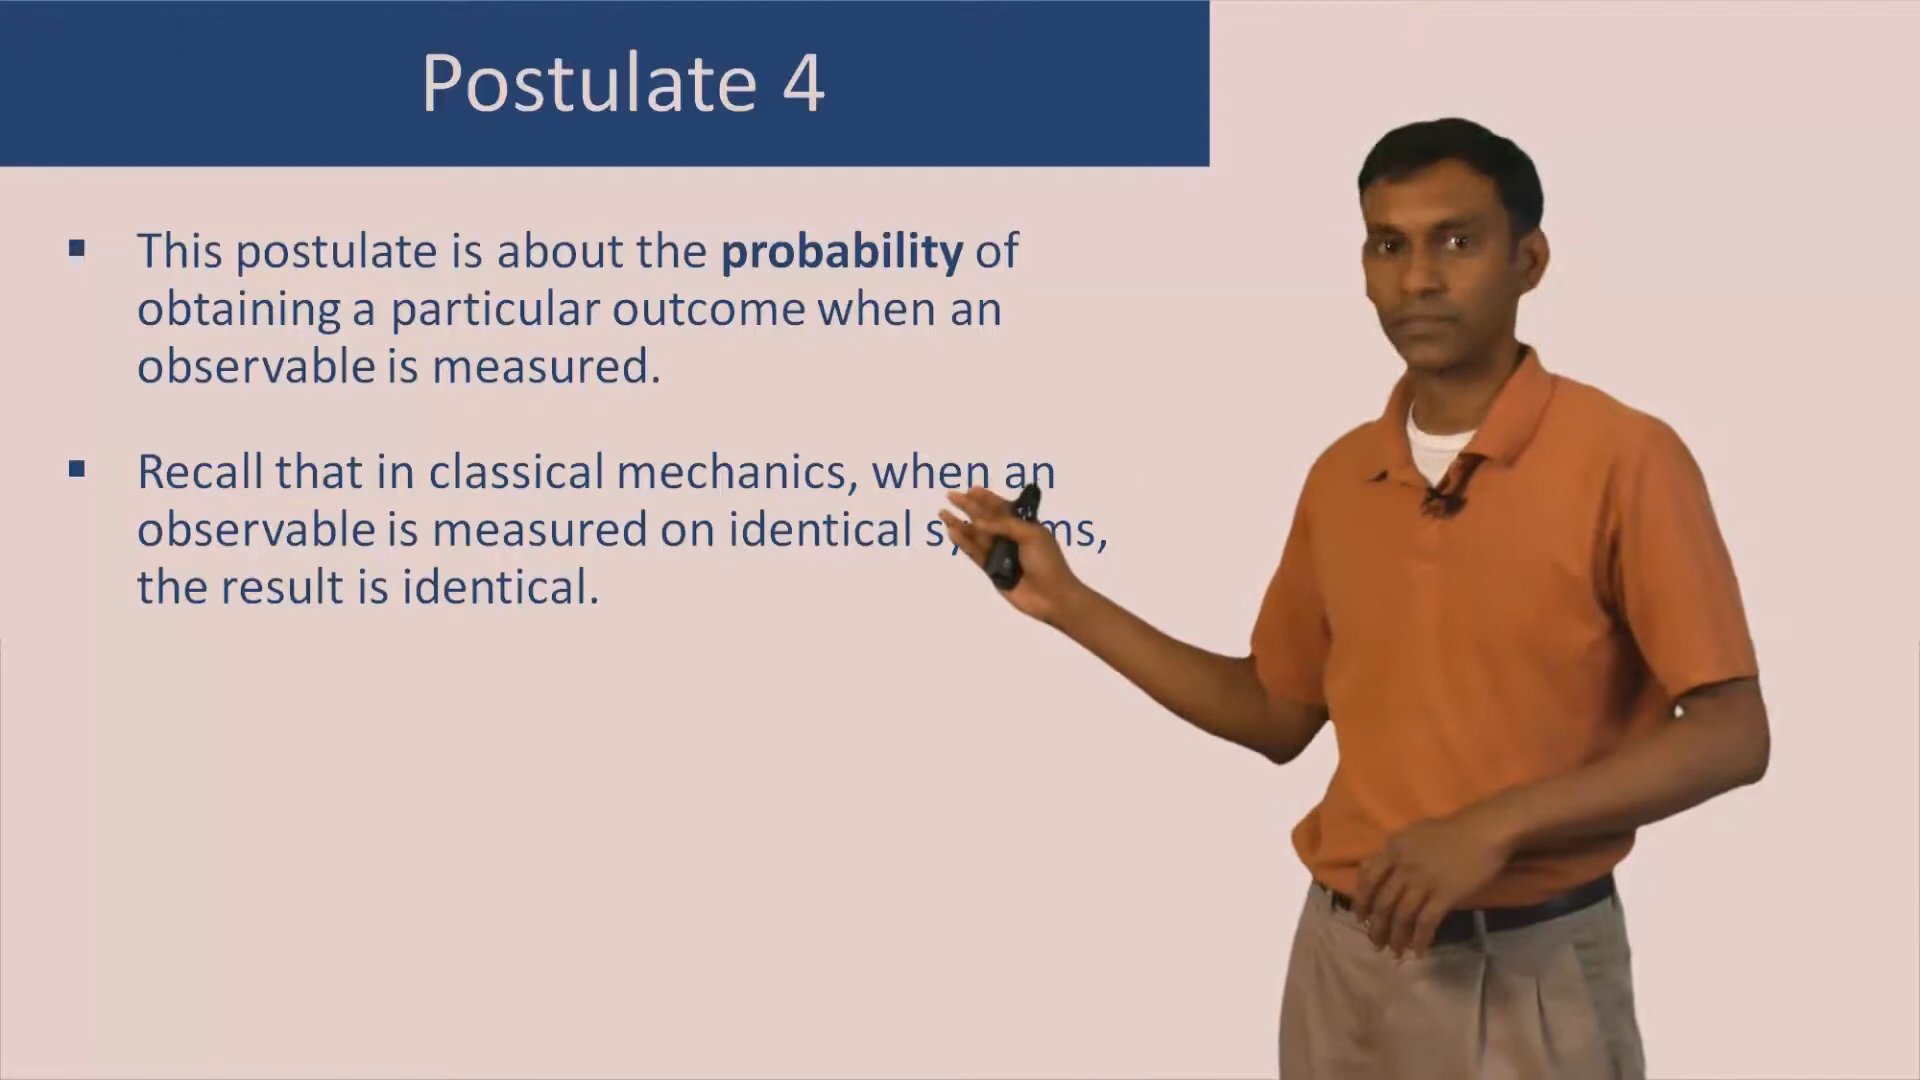 Postulate 4
▪ This postulate is about the probability of
obtaining a particular outcome when an
observable is measured.
▪ Recall that in classical mechanics, when an
observable is measured on identical
the result is identical.